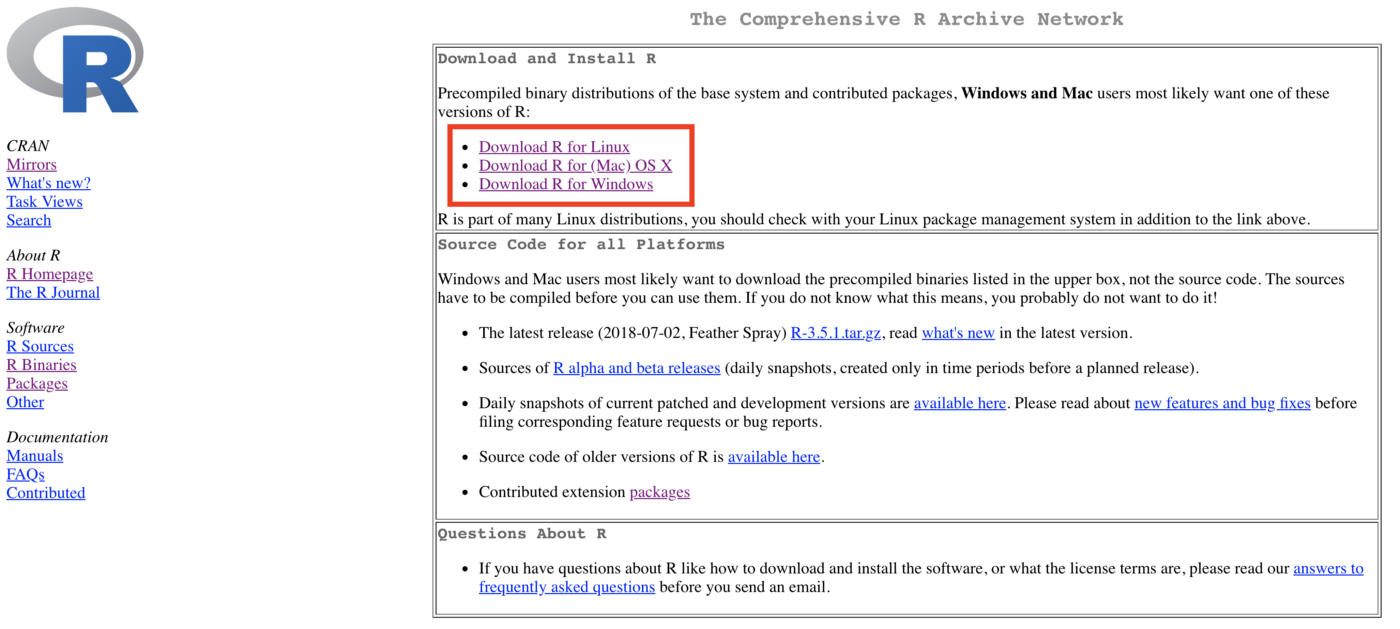 R
CRAN
Mirrors
What's new?
Task Views
Search
About R
R Homepage
The R Journal
Software
R Sources
R Binaries
Packages
Other
Documentation
Manuals
FAQs
Contributed
The Comprehensive R Archive Network
Download and Install R
Precompiled binary distributions of the base system and contributed packages, Windows and Mac users most likely want one of these
versions of R:
Download R for Linux
Download R for (Mac) OS X
Download R for Windows
R is part of many Linux distributions, you should check with your Linux package management system in addition to the link above.
Source Code for all Platforms
Windows and Mac users most likely want to download the precompiled binaries listed in the upper box, not the source code. The sources
have to be compiled before you can use them. If you do not know what this means, you probably do not want to do it!
The latest release (2018-07-02, Feather Spray) R-3.5.1.tar.gz, read what's new in the latest version.
Sources of R alpha and beta releases (daily snapshots, created only in time periods before a planned release).
Daily snapshots of current patched and development versions are available here. Please read about new features and bug fixes before
filing corresponding feature requests or bug reports.
Source code of older versions of R is available here.
Contributed extension packages
Questions About R
If you have questions about R like how to download and install the software, or what the license terms are, please read our answers to
frequently asked questions before you send an email.